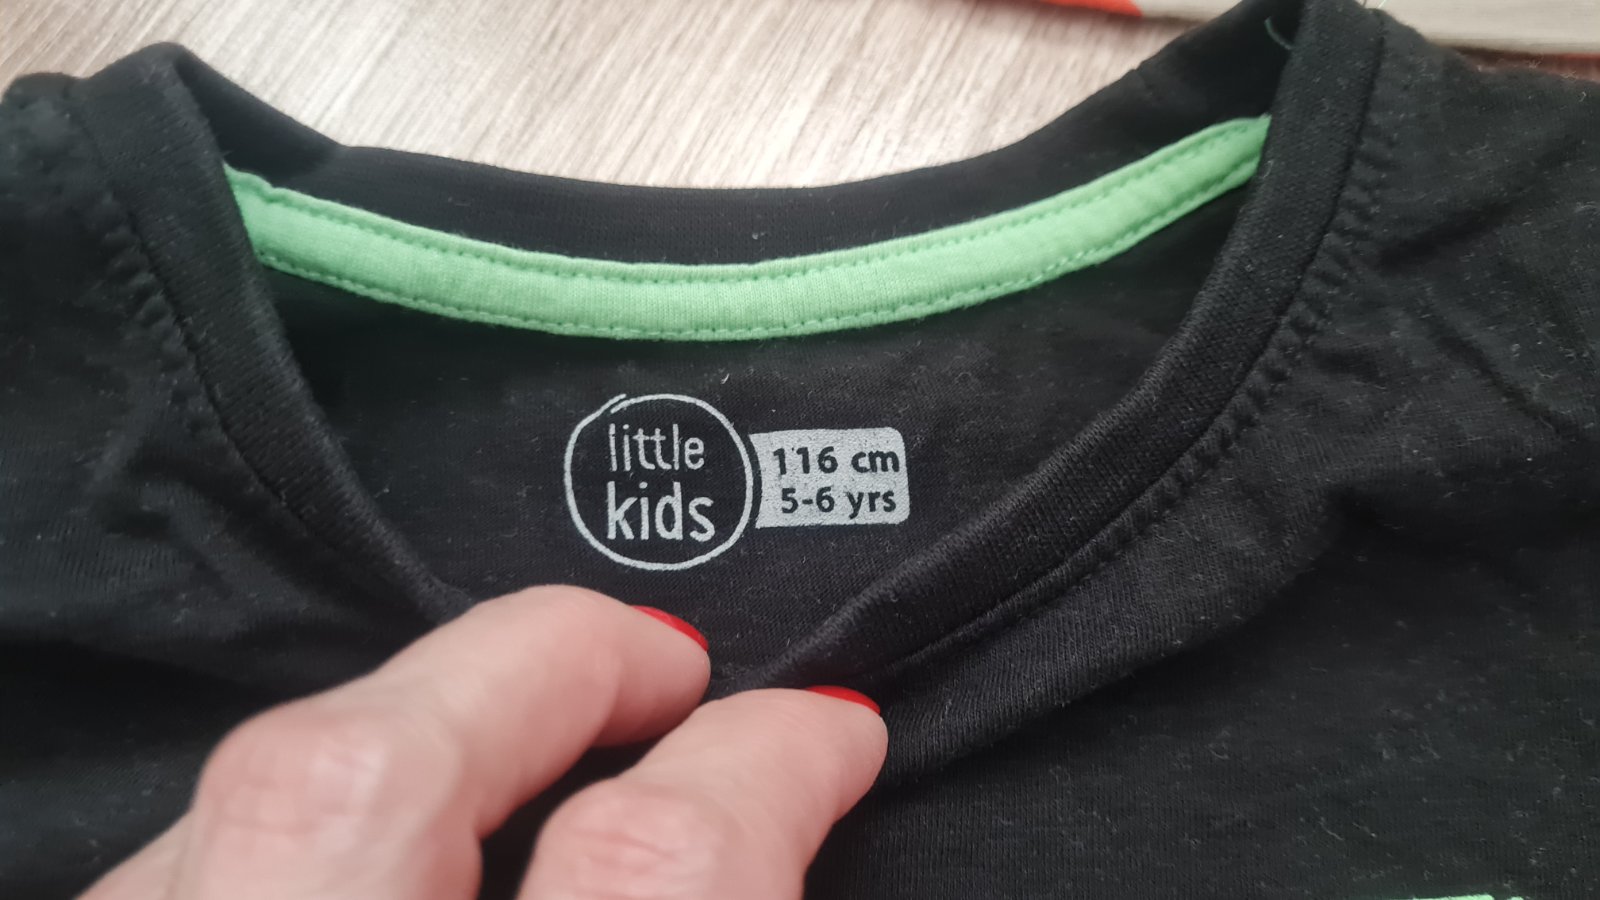 little
kids
116 cm
5-6 yrs